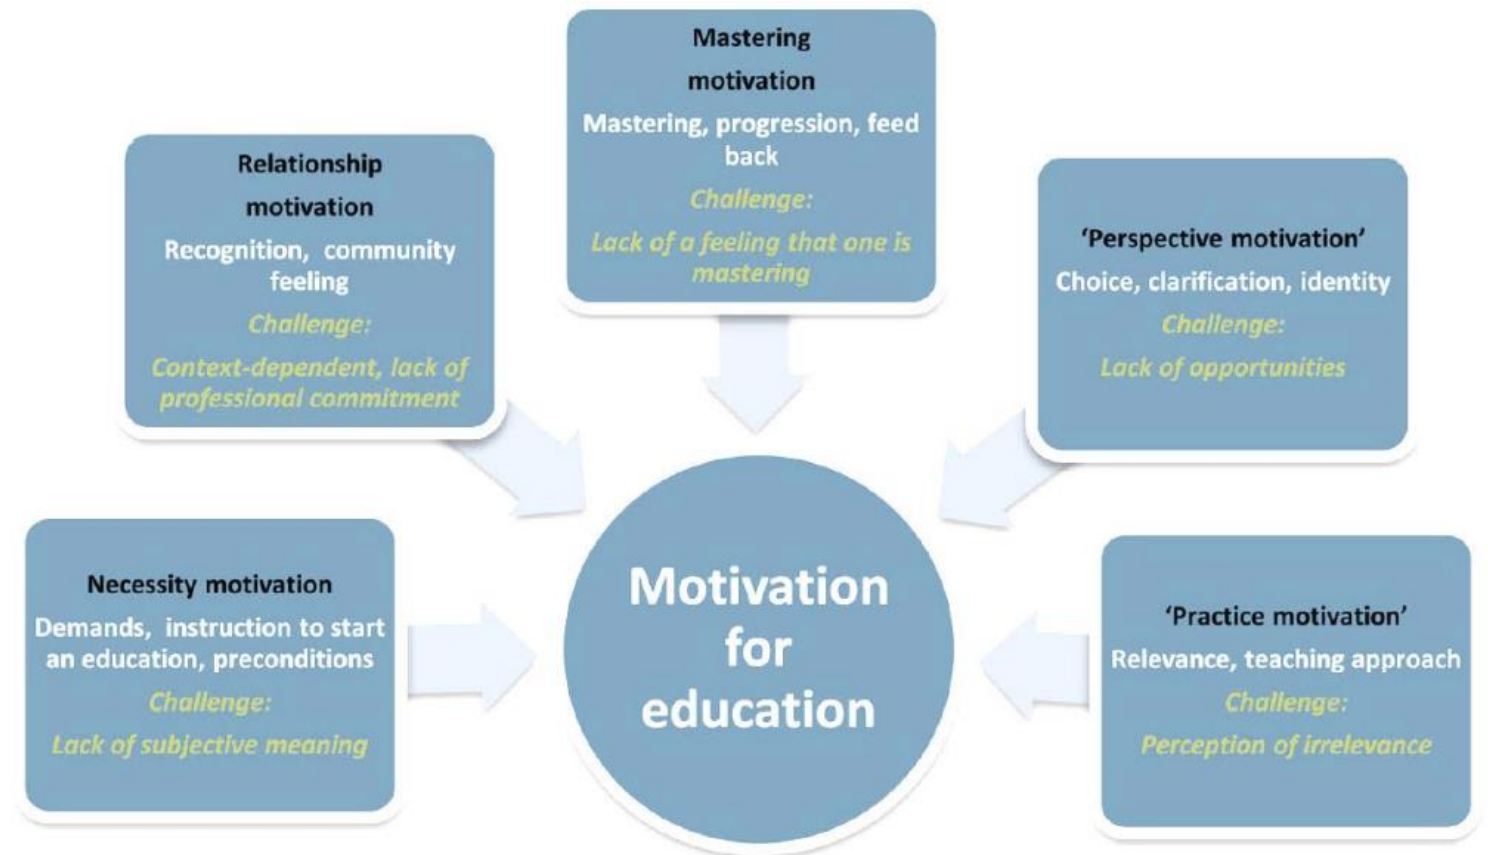 Mastering
motivation
Mastering, progression, feed
back
Challenge:
Lack of a feeling that one is
mastering
Relationship
motivation
Recognition, community
feeling
Challenge:
Context-dependent, lack of
professional commitment
'Perspective motivation'
Choice, clarification, identity
Challenge:
Lack of opportunities
Necessity motivation
Demands, instruction to start
an education, preconditions
Challenge:
Lack of subjective meaning
Motivation
for
education
'Practice motivation'
Relevance, teaching approach
Challenge:
Perception of irrelevance